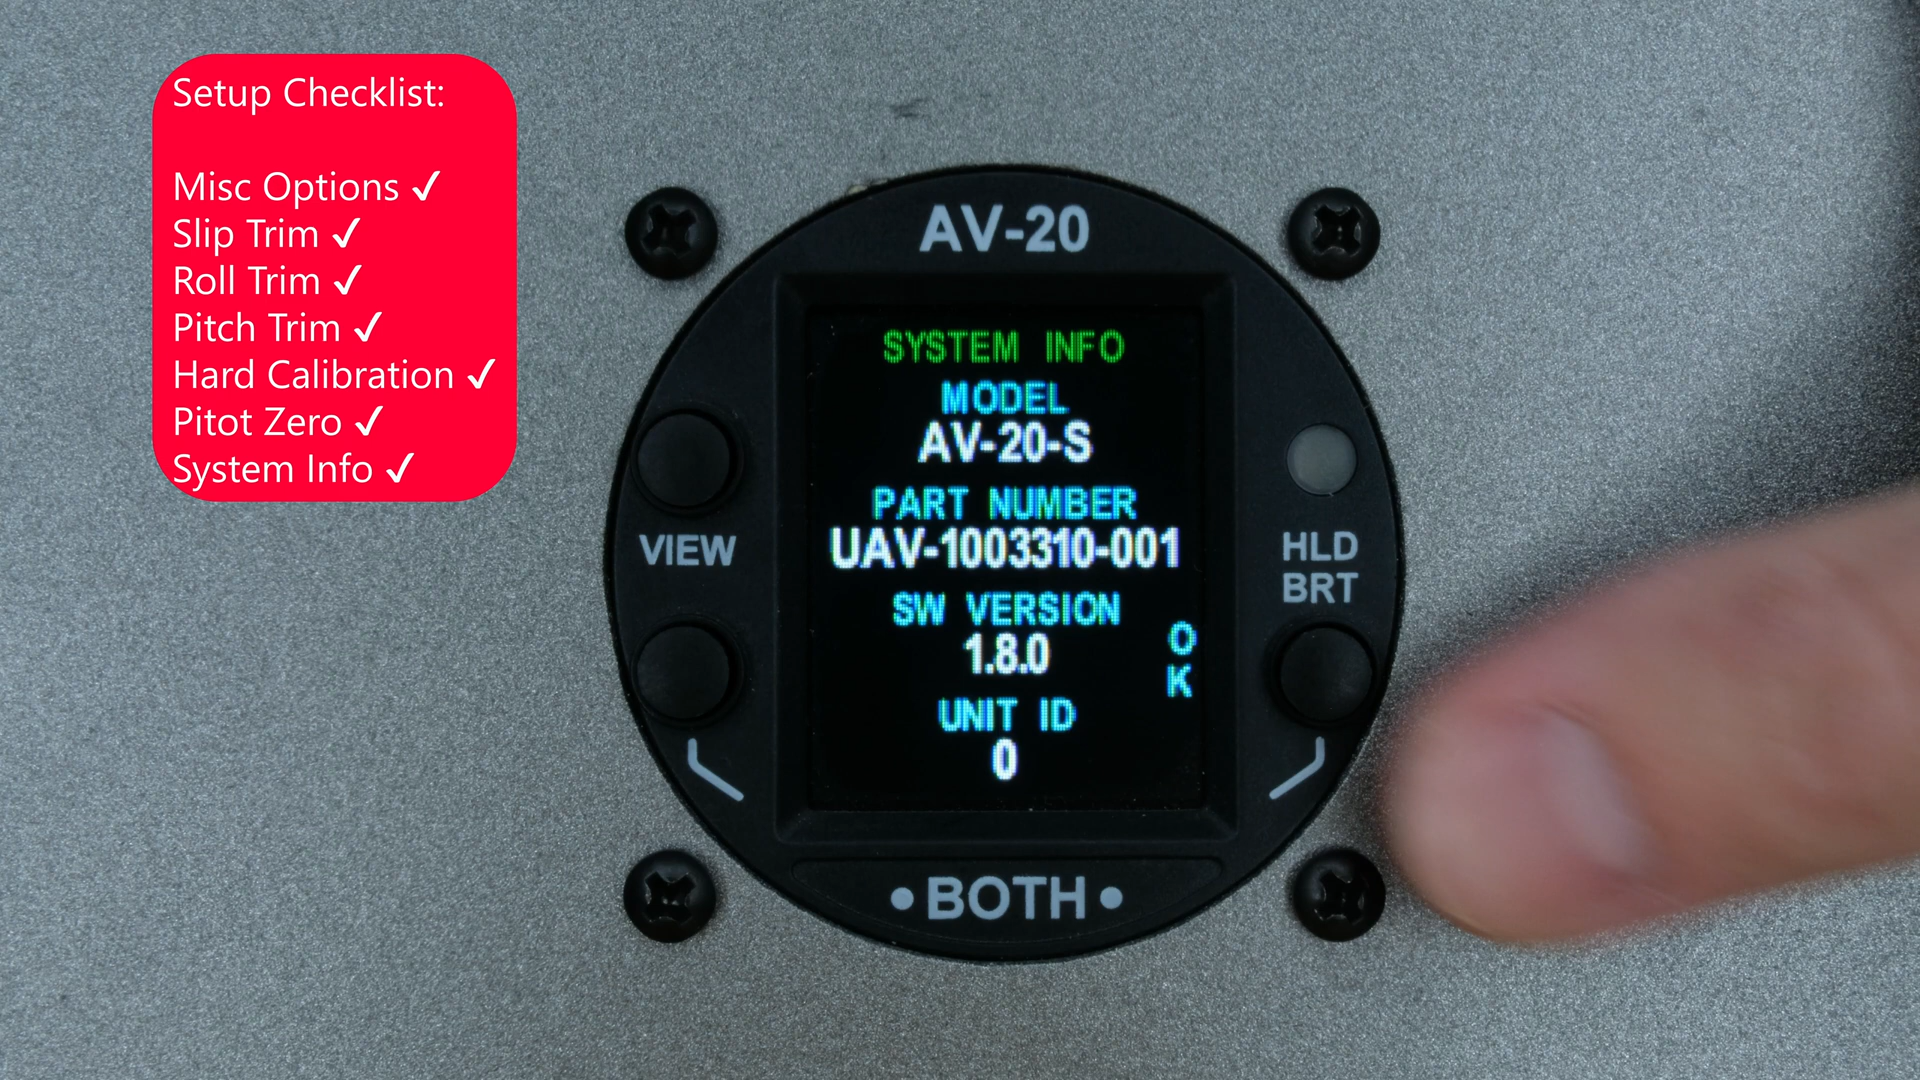 Setup Checklist:
Misc Options ✓
Slip Trim ✓
Roll Trim ✓
Pitch Trim ✓
Hard Calibration ✓
Pitot Zero ✓
System Info ✓
AV-20
SYSTEM INFO
MODEL
AV-20-S
PART NUMBER
UAV-1003310-001
SW VERSION
1.8.0
UNIT ID
0
OK
VIEW
HLD
BRT
•BOTH•